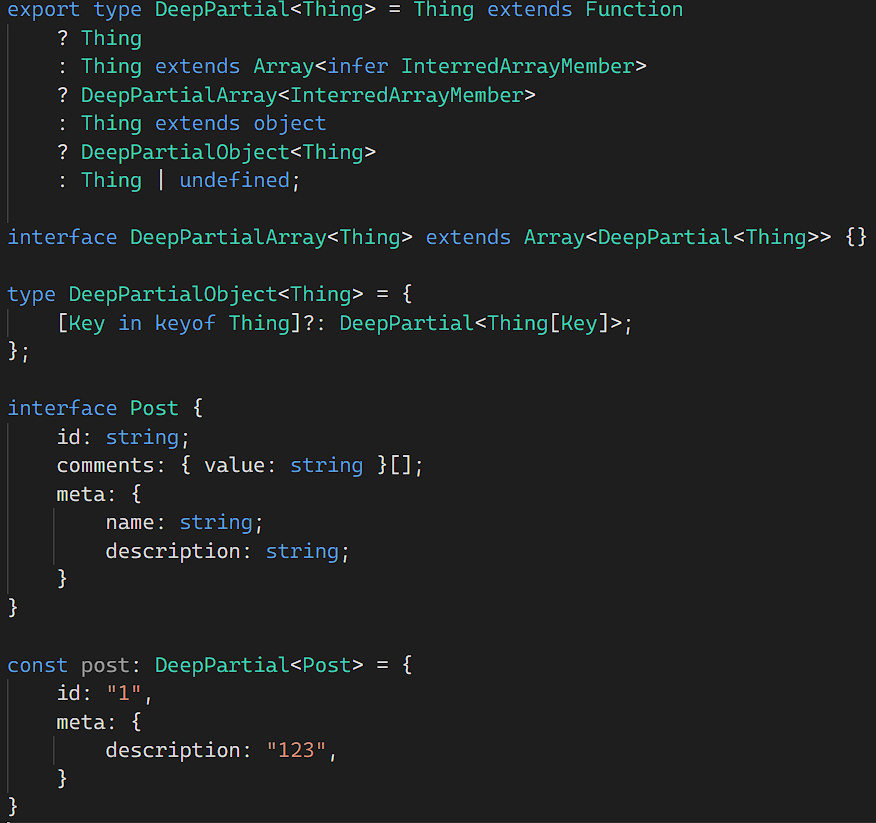 export type DeepPartial<Thing> = Thing extends Function
    ? Thing
    : Thing extends Array<infer InterredArrayMember>
    ? DeepPartialArray<InterredArrayMember>
    : Thing extends object
    ? DeepPartialObject<Thing>
    : Thing | undefined;

interface DeepPartialArray<Thing> extends Array<DeepPartial<Thing>> {}

type DeepPartialObject<Thing> = {
    [Key in keyof Thing]?: DeepPartial<Thing[Key]>;
};

interface Post {
    id: string;
    comments: { value: string }[];
    meta: {
        name: string;
        description: string;
    }
}

const post: DeepPartial<Post> = {
    id: "1",
    meta: {
        description: "123",
    }
}